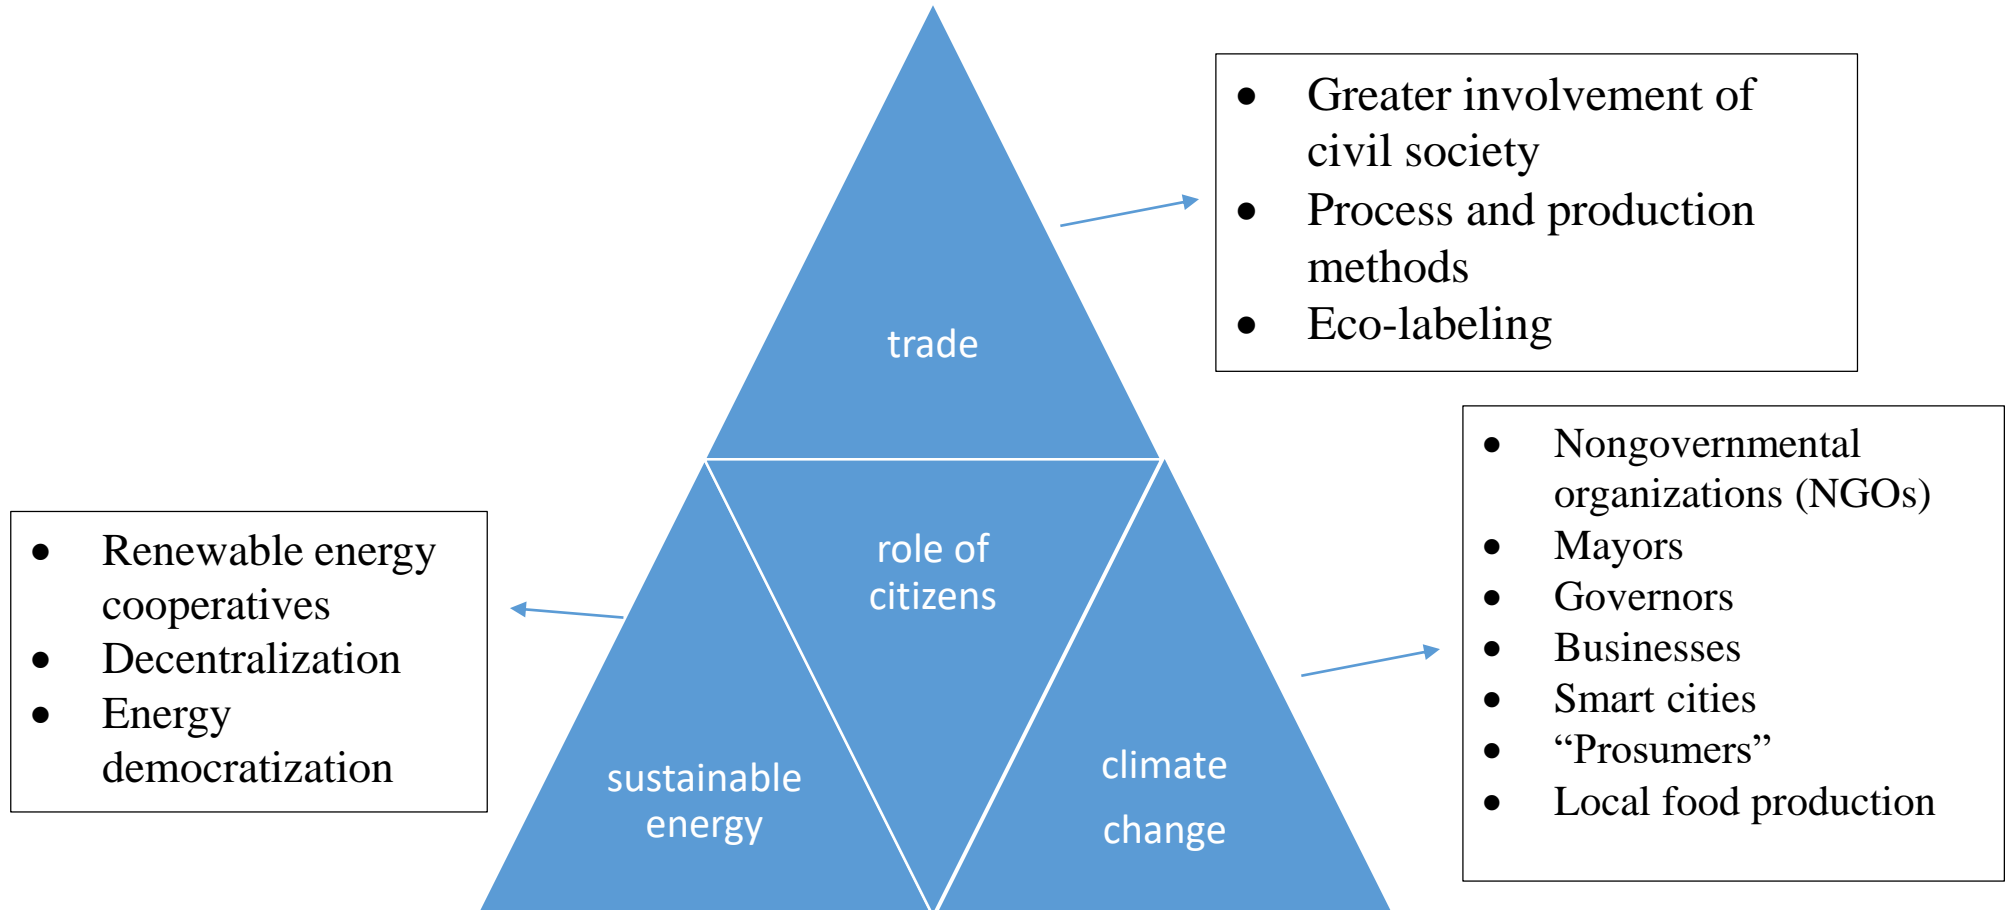 • Greater involvement of
civil society
• Process and production
methods
• Eco-labeling
trade
• Nongovernmental
organizations (NGOs)
• Mayors
• Governors
• Businesses
• Smart cities
• “Prosumers”
• Local food production
role of
citizens
• Renewable energy
cooperatives
• Decentralization
• Energy
democratization
sustainable
energy
climate
change